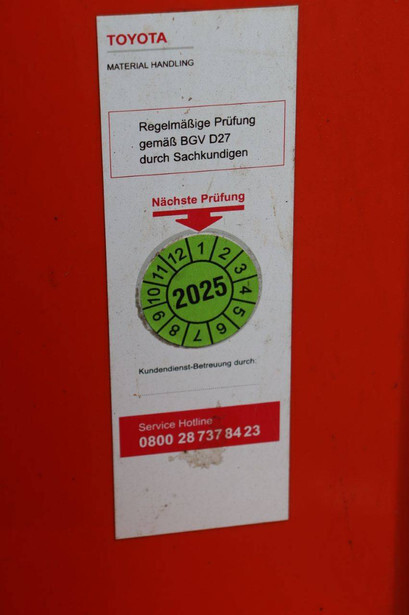 TOYOTA
MATERIAL HANDLING
Regelmäßige Prüfung
gemäß BGV D27
durch Sachkundigen
Nächste Prüfung
1 2 3 4 5 6 7 8 9 10 11 12
2025
Kundendienst-Betreuung durch:
Service Hotline
0800 28 737 84 23